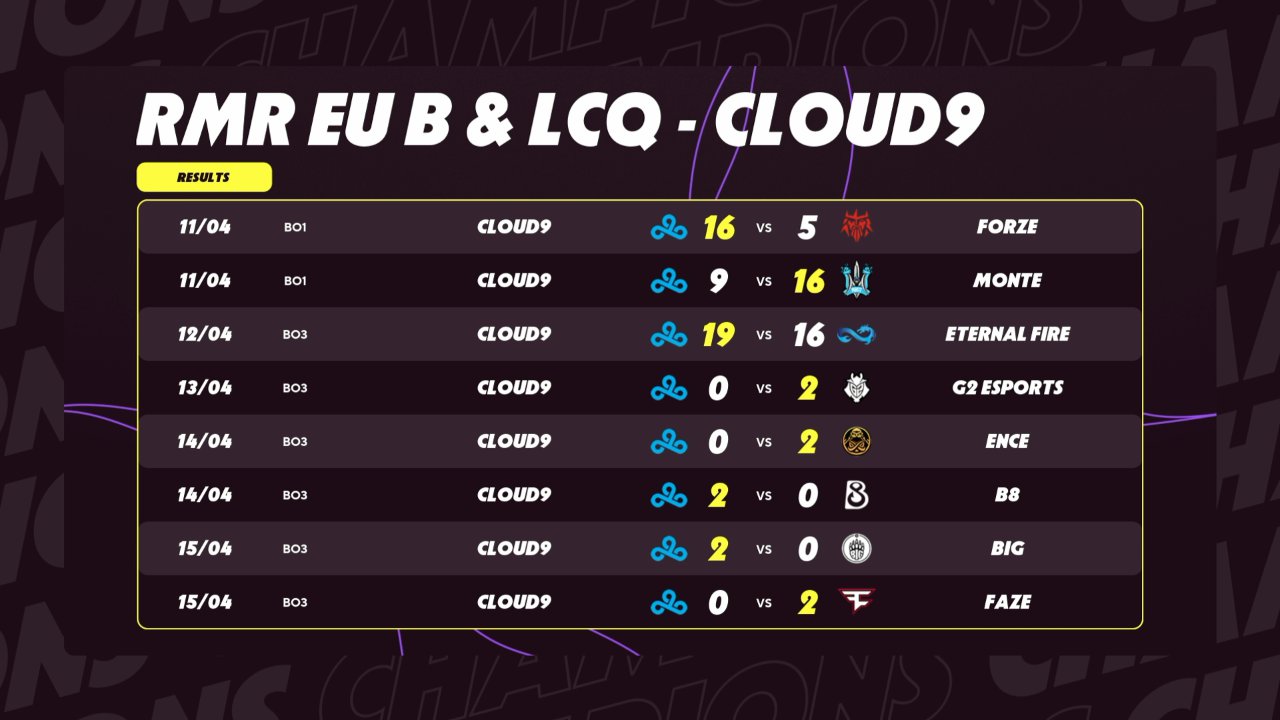 RMR EU B & LCQ - CLOUD9
RESULTS
11/04 BO1 CLOUD9 16 VS 5 FORZE
11/04 BO1 CLOUD9 9 VS 16 MONTE
12/04 BO3 CLOUD9 19 VS 16 ETERNAL FIRE
13/04 BO3 CLOUD9 0 VS 2 G2 ESPORTS
14/04 BO3 CLOUD9 0 VS 2 ENCE
14/04 BO3 CLOUD9 2 VS 0 B8
15/04 BO3 CLOUD9 2 VS 0 BIG
15/04 BO3 CLOUD9 0 VS 2 FAZE
CHAMPIONS